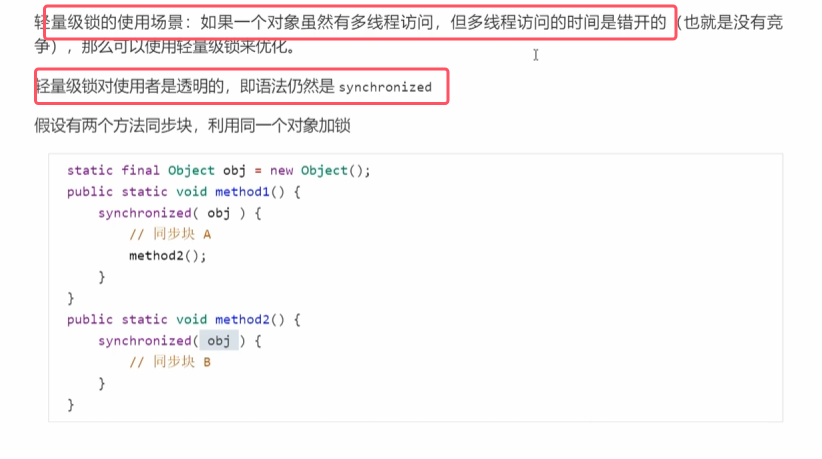 轻量级锁的使用场景：如果一个对象虽然有多线程访问，但多线程访问的时间是错开的（也就是没有竞
争），那么可以使用轻量级锁来优化。
轻量级锁对使用者是透明的，即语法仍然是 synchronized
假设有两个方法同步块，利用同一个对象加锁
static final Object obj = new Object();
public static void method1() {
    synchronized( obj ) {
        // 同步块 A
        method2();
    }
}
public static void method2() {
    synchronized( obj ) {
        // 同步块 B
    }
}